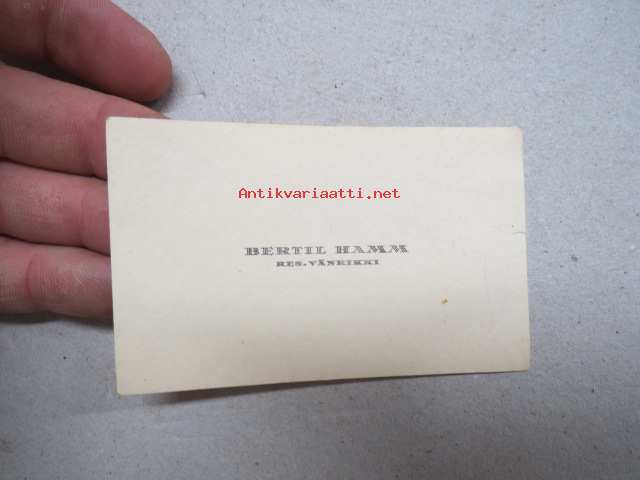 Antikvariaatti.net
BERTIL HAMM
RES.VÄNRIKKI